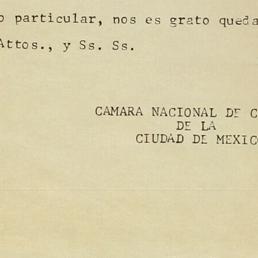 o particular, nos es grato queda
Attos., y Ss. Ss.
CAMARA NACIONAL DE C
DE LA
CIUDAD DE MEXICO